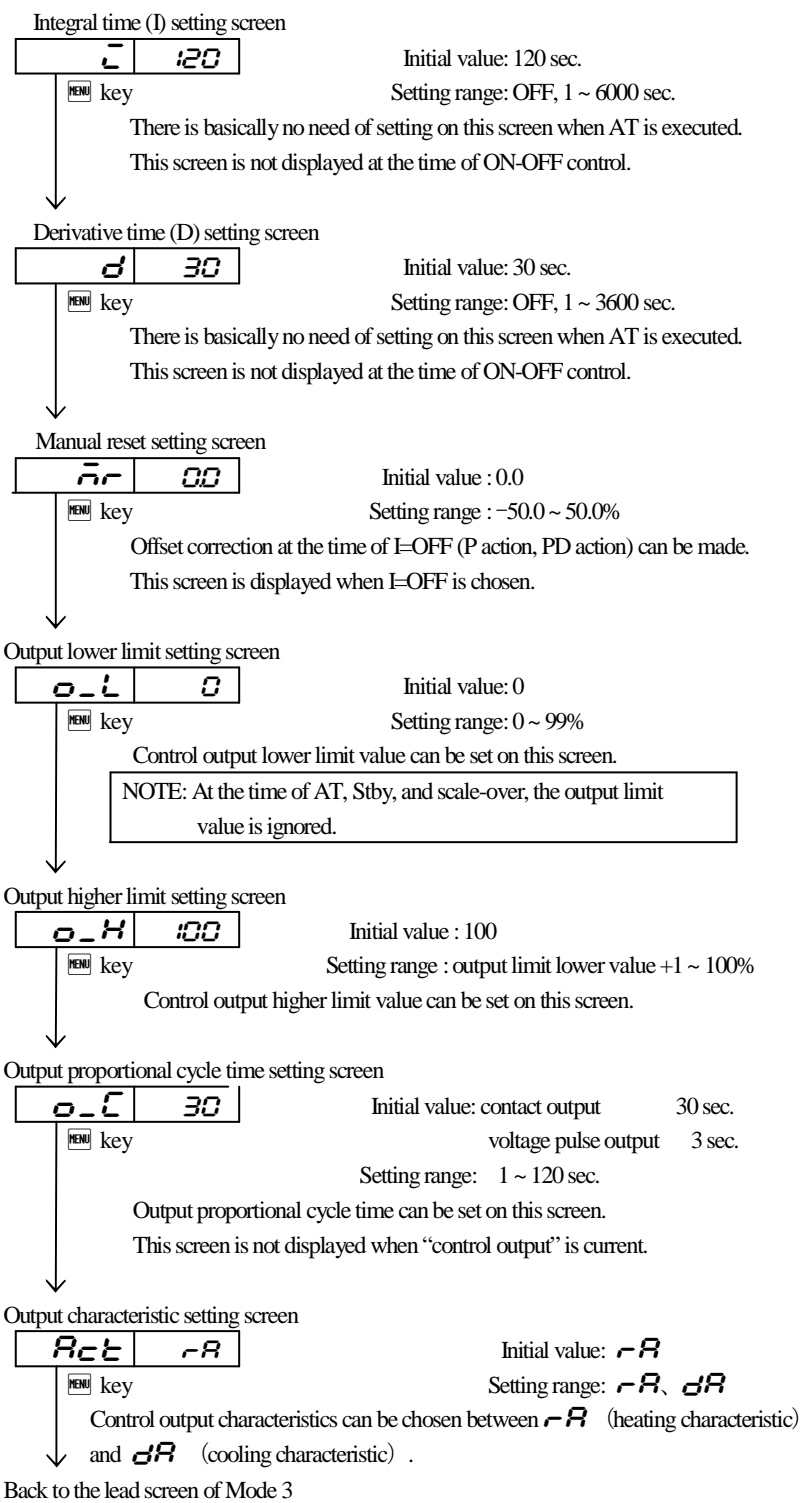 Integral time (I) setting screen
i 120 Initial value: 120 sec.
MENU key Setting range: OFF, 1 ~ 6000 sec.
There is basically no need of setting on this screen when AT is executed.
This screen is not displayed at the time of ON-OFF control.
Derivative time (D) setting screen
d 30 Initial value: 30 sec.
MENU key Setting range: OFF, 1 ~ 3600 sec.
There is basically no need of setting on this screen when AT is executed.
This screen is not displayed at the time of ON-OFF control.
Manual reset setting screen
mr 0.0 Initial value : 0.0
MENU key Setting range : −50.0 ~ 50.0%
Offset correction at the time of I=OFF (P action, PD action) can be made.
This screen is displayed when I=OFF is chosen.
Output lower limit setting screen
o_L 0 Initial value: 0
MENU key Setting range: 0 ~ 99%
Control output lower limit value can be set on this screen.
NOTE: At the time of AT, Stby, and scale-over, the output limit
value is ignored.
Output higher limit setting screen
o_H 100 Initial value : 100
MENU key Setting range : output limit lower value +1 ~ 100%
Control output higher limit value can be set on this screen.
Output proportional cycle time setting screen
o_C 30 Initial value: contact output 30 sec.
MENU key voltage pulse output 3 sec.
Setting range: 1 ~ 120 sec.
Output proportional cycle time can be set on this screen.
This screen is not displayed when “control output” is current.
Output characteristic setting screen
Act rA Initial value: rA
MENU key Setting range: rA、dA
Control output characteristics can be chosen between rA （heating characteristic）
and dA （cooling characteristic）.
Back to the lead screen of Mode 3